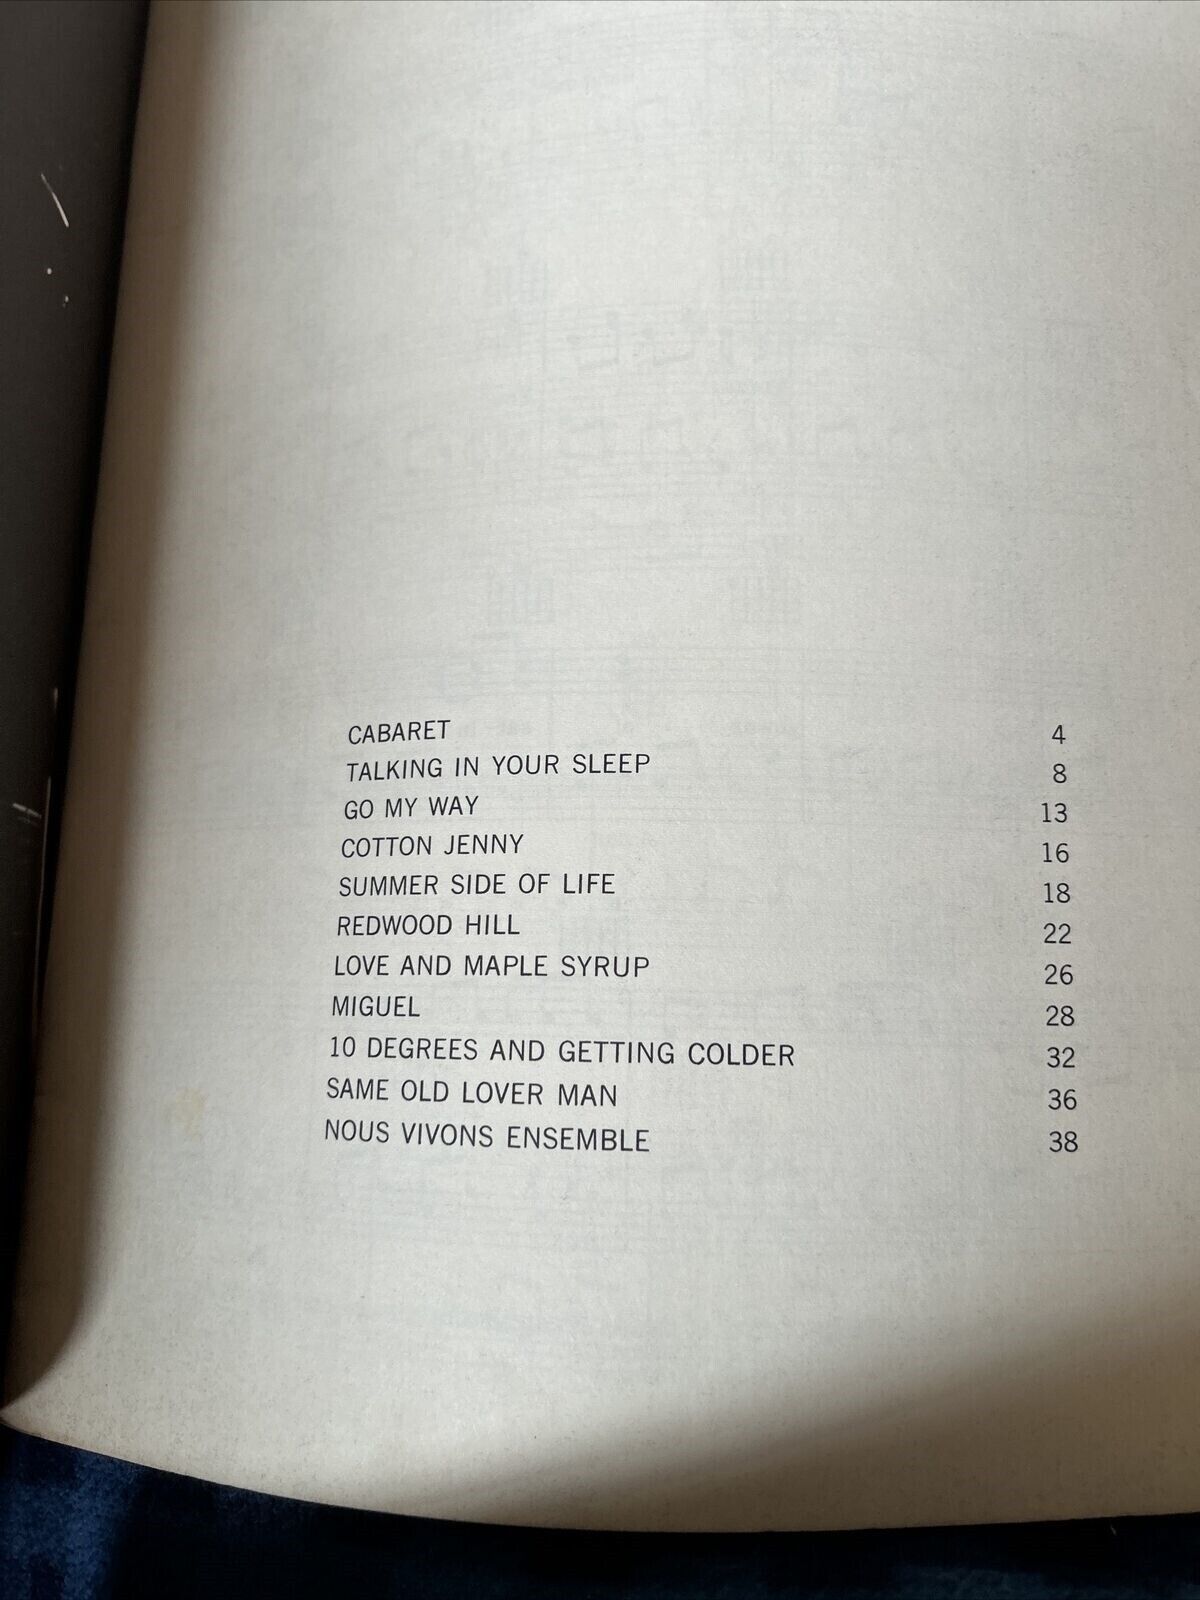 CABARET 4
TALKING IN YOUR SLEEP 8
GO MY WAY 13
COTTON JENNY 16
SUMMER SIDE OF LIFE 18
REDWOOD HILL 22
LOVE AND MAPLE SYRUP 26
MIGUEL 28
10 DEGREES AND GETTING COLDER 32
SAME OLD LOVER MAN 36
NOUS VIVONS ENSEMBLE 38